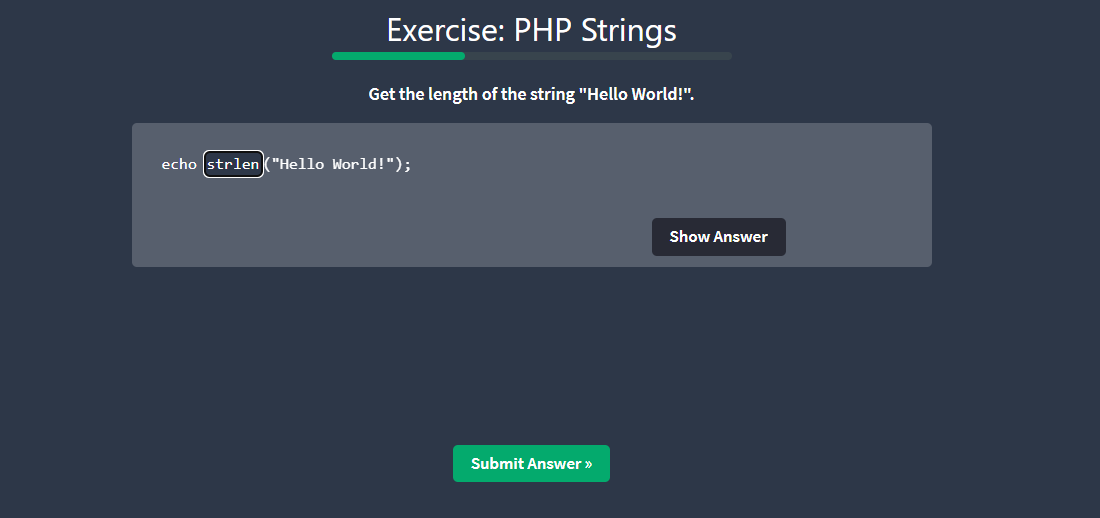 Exercise: PHP Strings
Get the length of the string "Hello World!".
echo strlen("Hello World!");
Show Answer
Submit Answer »